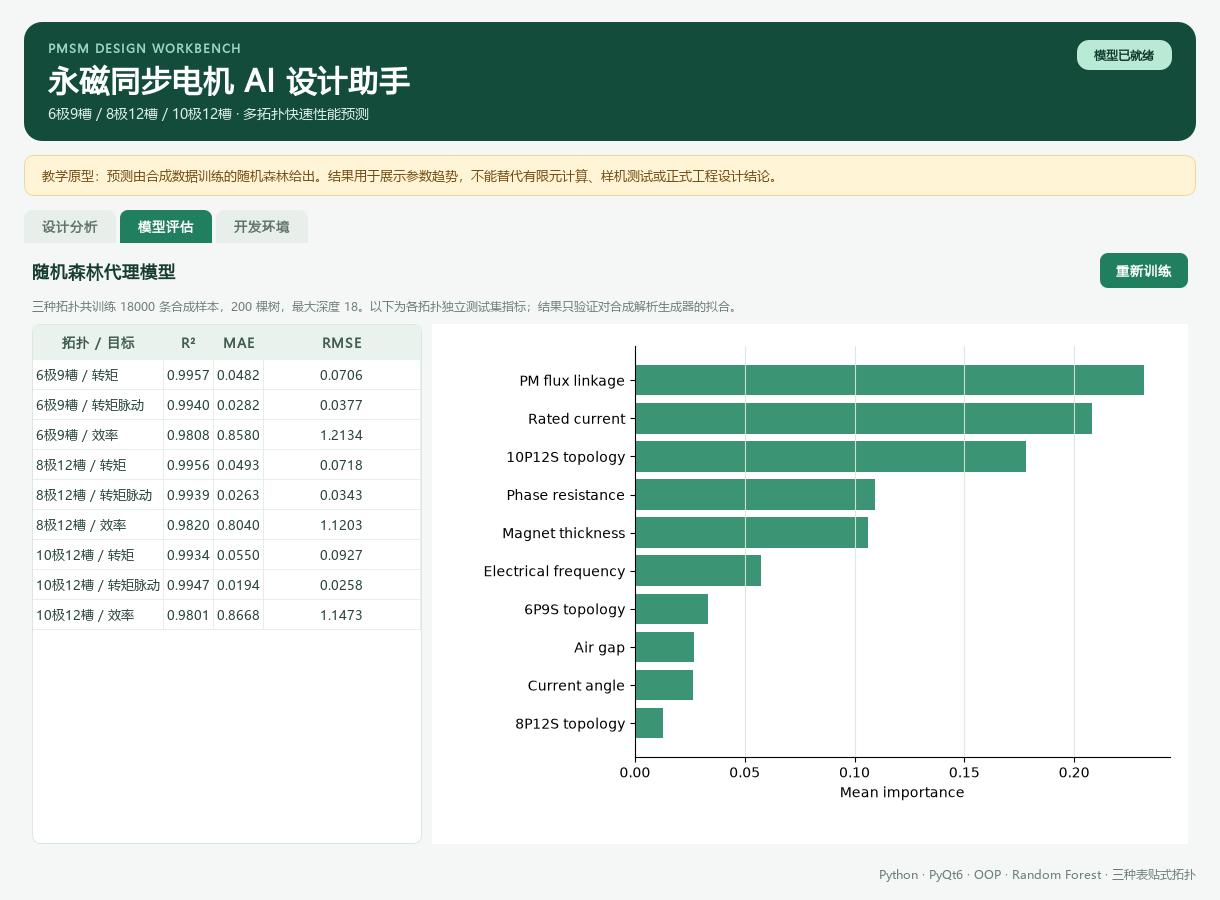 PMSM DESIGN WORKBENCH
永磁同步电机 AI 设计助手
6极9槽 / 8极12槽 / 10极12槽 · 多拓扑快速性能预测
模型已就绪
教学原型：预测由合成数据训练的随机森林给出。结果用于展示参数趋势，不能替代有限元计算、样机测试或正式工程设计结论。
设计分析 模型评估 开发环境
随机森林代理模型
重新训练
三种拓扑共训练 18000 条合成样本，200 棵树，最大深度 18。以下为各拓扑独立测试集指标；结果只验证对合成解析生成器的拟合。
拓扑 / 目标 R² MAE RMSE
6极9槽 / 转矩 0.9957 0.0482 0.0706
6极9槽 / 转矩脉动 0.9940 0.0282 0.0377
6极9槽 / 效率 0.9808 0.8580 1.2134
8极12槽 / 转矩 0.9956 0.0493 0.0718
8极12槽 / 转矩脉动 0.9939 0.0263 0.0343
8极12槽 / 效率 0.9820 0.8040 1.1203
10极12槽 / 转矩 0.9934 0.0550 0.0927
10极12槽 / 转矩脉动 0.9947 0.0194 0.0258
10极12槽 / 效率 0.9801 0.8668 1.1473
PM flux linkage
Rated current
10P12S topology
Phase resistance
Magnet thickness
Electrical frequency
6P9S topology
Air gap
Current angle
8P12S topology
0.00 0.05 0.10 0.15 0.20
Mean importance
Python · PyQt6 · OOP · Random Forest · 三种表贴式拓扑